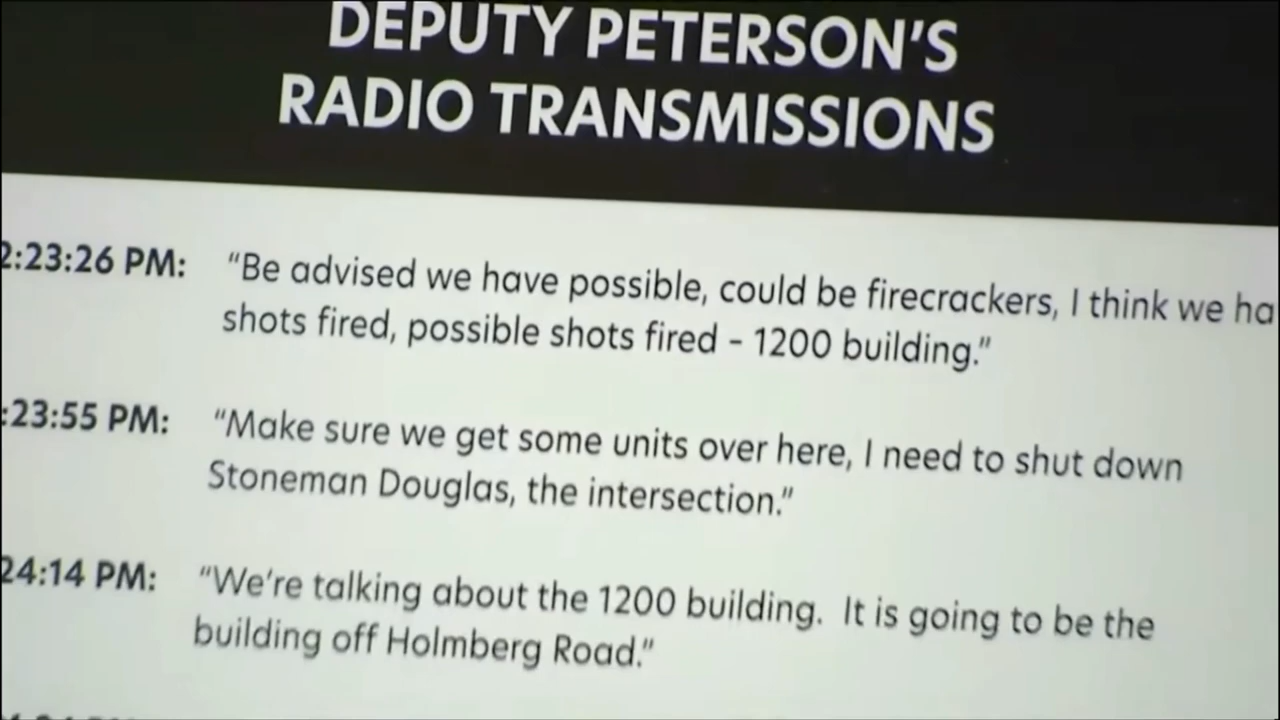 DEPUTY PETERSON'S
RADIO TRANSMISSIONS
2:23:26 PM: “Be advised we have possible, could be firecrackers, I think we ha
shots fired, possible shots fired – 1200 building.”
:23:55 PM: “Make sure we get some units over here, I need to shut down
Stoneman Douglas, the intersection.”
24:14 PM: “We’re talking about the 1200 building. It is going to be the
building off Holmberg Road.”